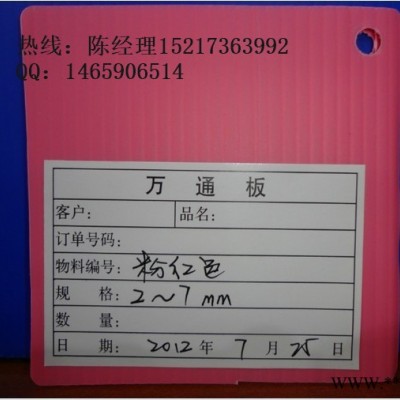 热线：陈经理15217363992
QQ：1465906514
万通板
客户： 品名：
订单号码：
物料编号：粉红色
规格：2～7mm
数量：
日期：2012年7月25日
www.